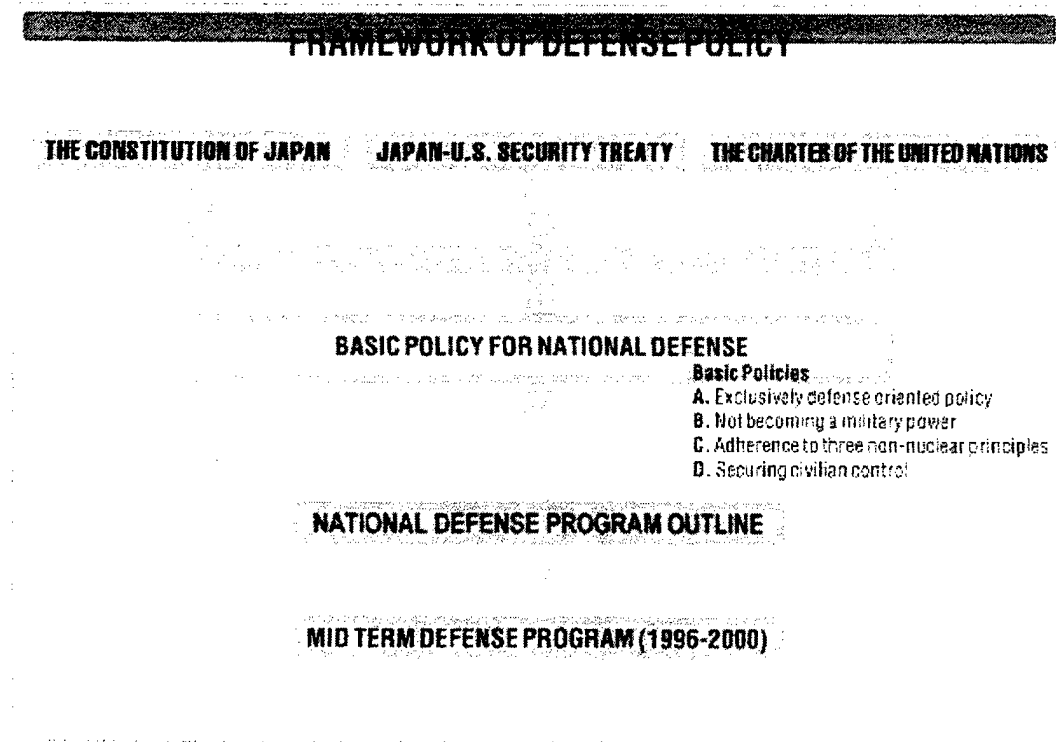 FRAMEWORK OF DEFENSE POLICY
THE CONSTITUTION OF JAPAN
JAPAN-U.S. SECURITY TREATY
THE CHARTER OF THE UNITED NATIONS
BASIC POLICY FOR NATIONAL DEFENSE
Basic Policies
A. Exclusively defense oriented policy
B. Not becoming a military power
C. Adherence to three non-nuclear principles
D. Securing civilian control
NATIONAL DEFENSE PROGRAM OUTLINE
MID TERM DEFENSE PROGRAM (1996-2000)